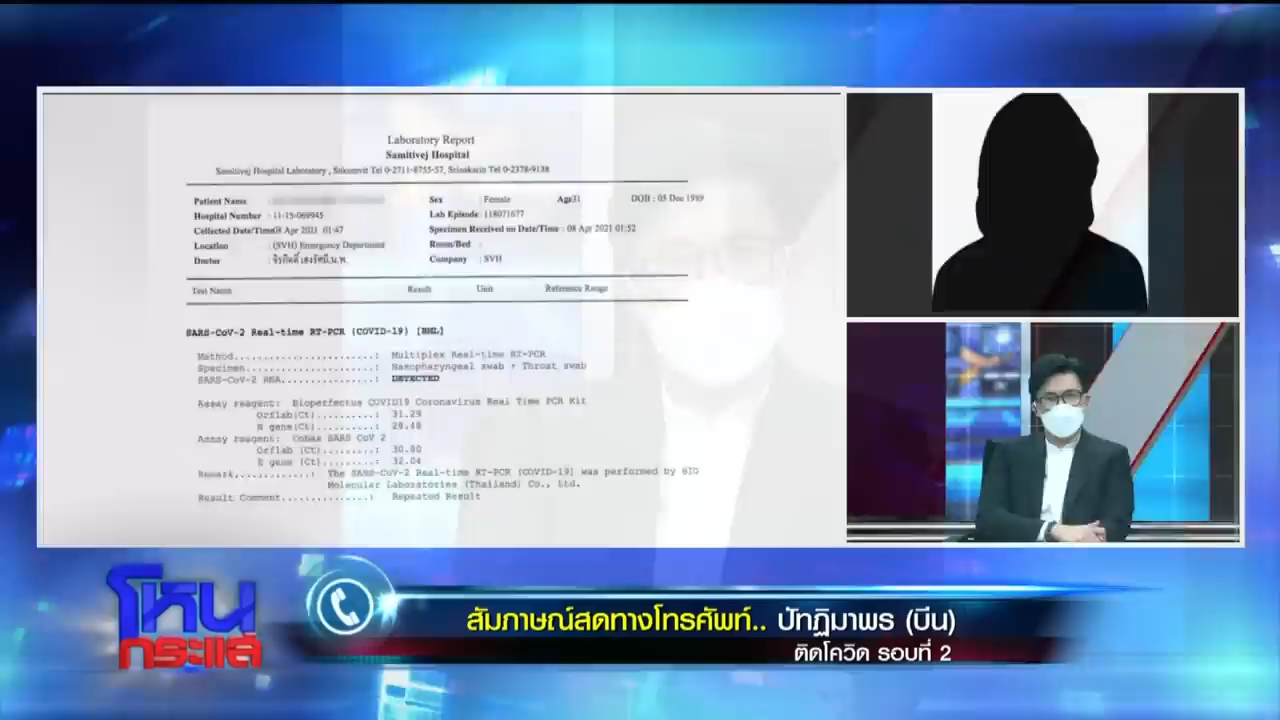 Laboratory Report
Samitivej Hospital
Samitivej Hospital Laboratory , Sukumvit Tel 0-2711-8755-57, Srinakarin Tel 0-2378-9138
Patient Name Sex : Female Age31 DOB : 05 Dec 1989
Hospital Number : 11-15-069945 Lab Episode : 118071677
Collected Date/Time08 Apr 2021 01:47 Specimen Received on Date/Time : 08 Apr 2021 01:52
Location : (SVH) Emergency Department Room/Bed :
Doctor : Company : SVH
Test Name Result Unit Reference Range
SARS-CoV-2 Real-time RT-PCR (COVID-19) [BML]
Method.......................: Multiplex Real-time RT-PCR
Specimen.....................: Nasopharyngeal swab + Throat swab
SARS-CoV-2 RNA...............: DETECTED
Assay reagent: Bioperfectus COVID19 Coronavirus Real Time PCR Kit
Orf1ab(Ct)..........: 31.29
N gene(Ct)..........: 28.48
Assay reagent: Cobas SARS CoV 2
Orf1ab (Ct).........: 30.80
E gene (Ct).........: 32.04
Remark............: The SARS-CoV-2 Real-time RT-PCR (COVID-19) was performed by BIO
Molecular Laboratories (Thailand) Co., Ltd.
Result Comment...............: Repeated Result
โหนกระแส
สัมภาษณ์สดทางโทรศัพท์.. ปัทฏิมาพร (บีน)
ติดโควิด รอบที่ 2